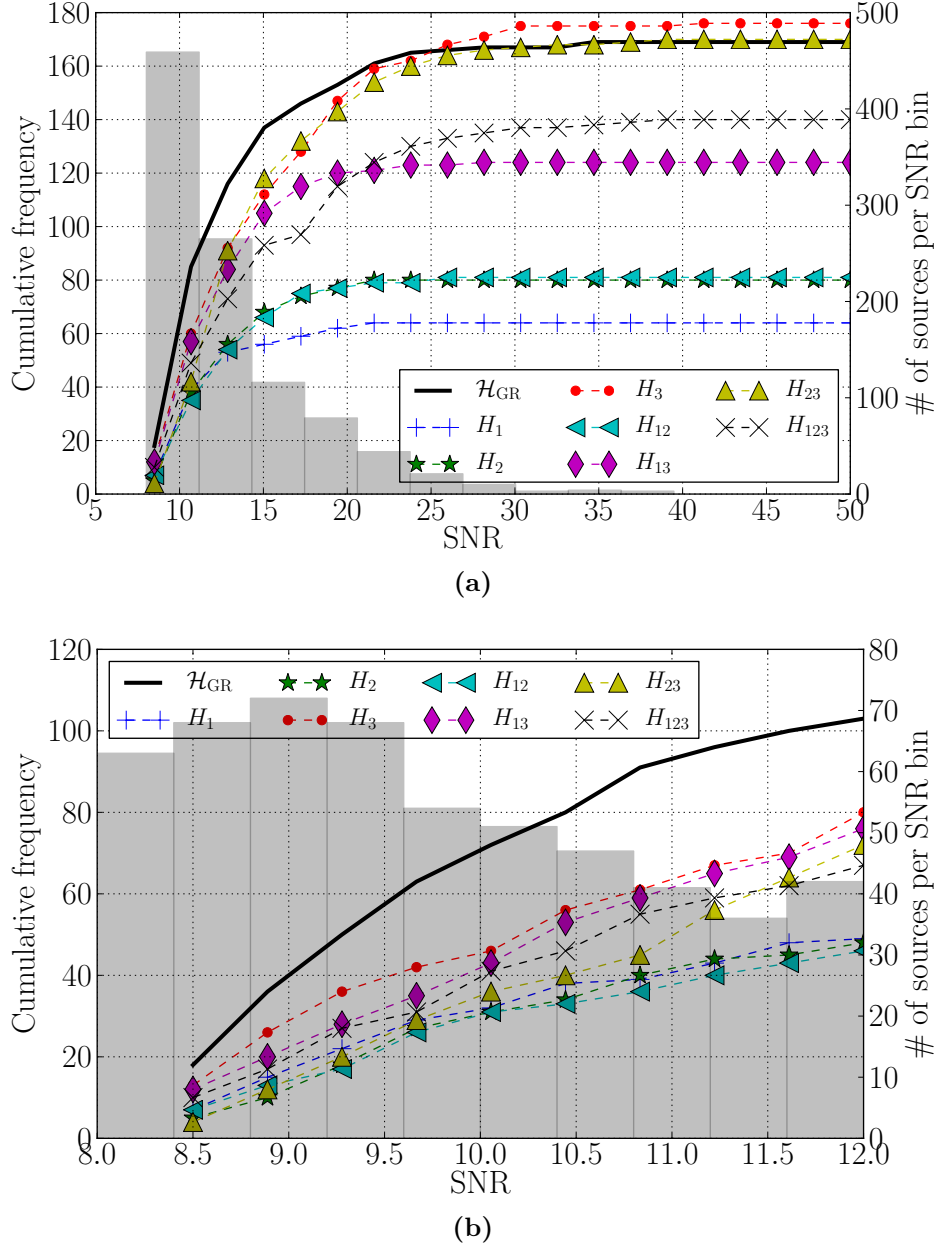 180
160
140
120
100
80
60
40
20
0
Cumulative frequency
500
400
300
200
100
0
# of sources per SNR bin
5 10 15 20 25 30 35 40 45 50
SNR
ℋGR H3 H23
H1 H12 H123
H2 H13
(a)
120
100
80
60
40
20
0
Cumulative frequency
80
70
60
50
40
30
20
10
0
# of sources per SNR bin
ℋGR H2 H12 H23
H1 H3 H13 H123
8.0 8.5 9.0 9.5 10.0 10.5 11.0 11.5 12.0
SNR
(b)